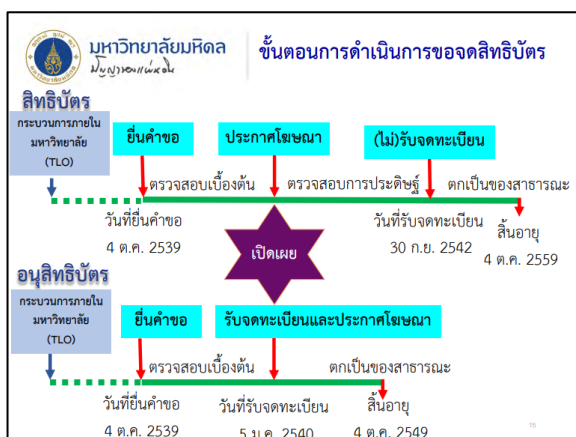 มหาวิทยาลัยมหิดล
ปัญญาของแผ่นดิน
ขั้นตอนการดำเนินการขอจดสิทธิบัตร
สิทธิบัตร
กระบวนการภายใน
มหาวิทยาลัย
(TLO)
ยื่นคำขอ
ประกาศโฆษณา
(ไม่)รับจดทะเบียน
ตรวจสอบเบื้องต้น
ตรวจสอบการประดิษฐ์
ตกเป็นของสาธารณะ
วันที่ยื่นคำขอ
4 ต.ค. 2539
เปิดเผย
วันที่รับจดทะเบียน
30 ก.ย. 2542
สิ้นอายุ
4 ต.ค. 2559
อนุสิทธิบัตร
กระบวนการภายใน
มหาวิทยาลัย
(TLO)
ยื่นคำขอ
รับจดทะเบียนและประกาศโฆษณา
ตรวจสอบเบื้องต้น
ตกเป็นของสาธารณะ
วันที่ยื่นคำขอ
4 ต.ค. 2539
วันที่รับจดทะเบียน
5 ม.ค. 2540
สิ้นอายุ
4 ต.ค. 2549
15